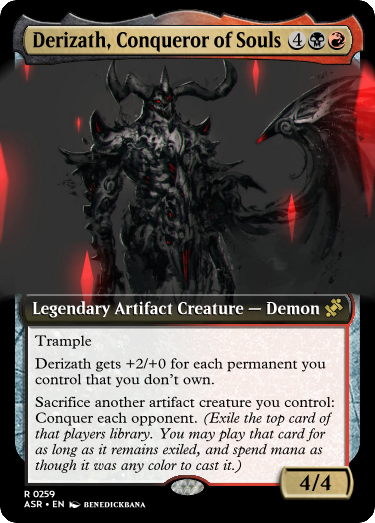 Derizath, Conqueror of Souls 4
Legendary Artifact Creature — Demon
Trample
Derizath gets +2/+0 for each permanent you
control that you don't own.
Sacrifice another artifact creature you control:
Conquer each opponent. (Exile the top card of
that players library. You may play that card for
as long as it remains exiled, and spend mana as
though it was any color to cast it.)
4/4
R 0259
ASR • EN BENEDICKBANA